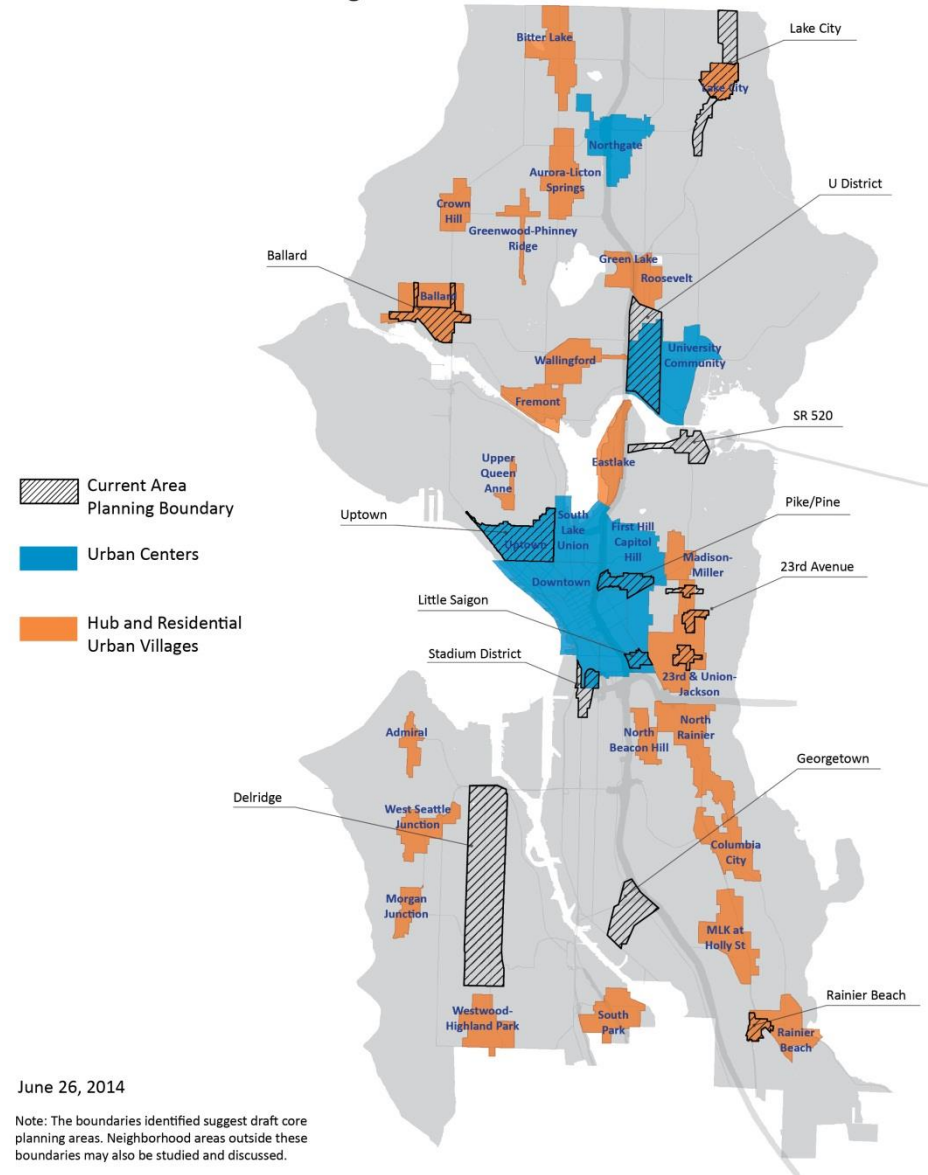 Bitter Lake
Lake City
Lake City
Northgate
Aurora-Licton
Springs
U District
Crown
Hill
Greenwood-Phinney
Ridge
Ballard
Green Lake
Roosevelt
Ballard
University
Community
Wallingford
Fremont
SR 520
Upper
Queen
Anne
Eastlake
Current Area
Planning Boundary
Pike/Pine
Uptown
South
Lake
Union
First Hill
Capitol
Hill
Uptown
Urban Centers
Downtown
Madison-
Miller
23rd Avenue
Little Saigon
Hub and Residential
Urban Villages
Stadium District
23rd & Union-
Jackson
Admiral
North
Beacon Hill
North
Rainier
Georgetown
Delridge
West Seattle
Junction
Columbia
City
Morgan
Junction
MLK at
Holly St
Rainier Beach
Westwood-
Highland Park
South
Park
Rainier
Beach
June 26, 2014
Note: The boundaries identified suggest draft core
planning areas. Neighborhood areas outside these
boundaries may also be studied and discussed.